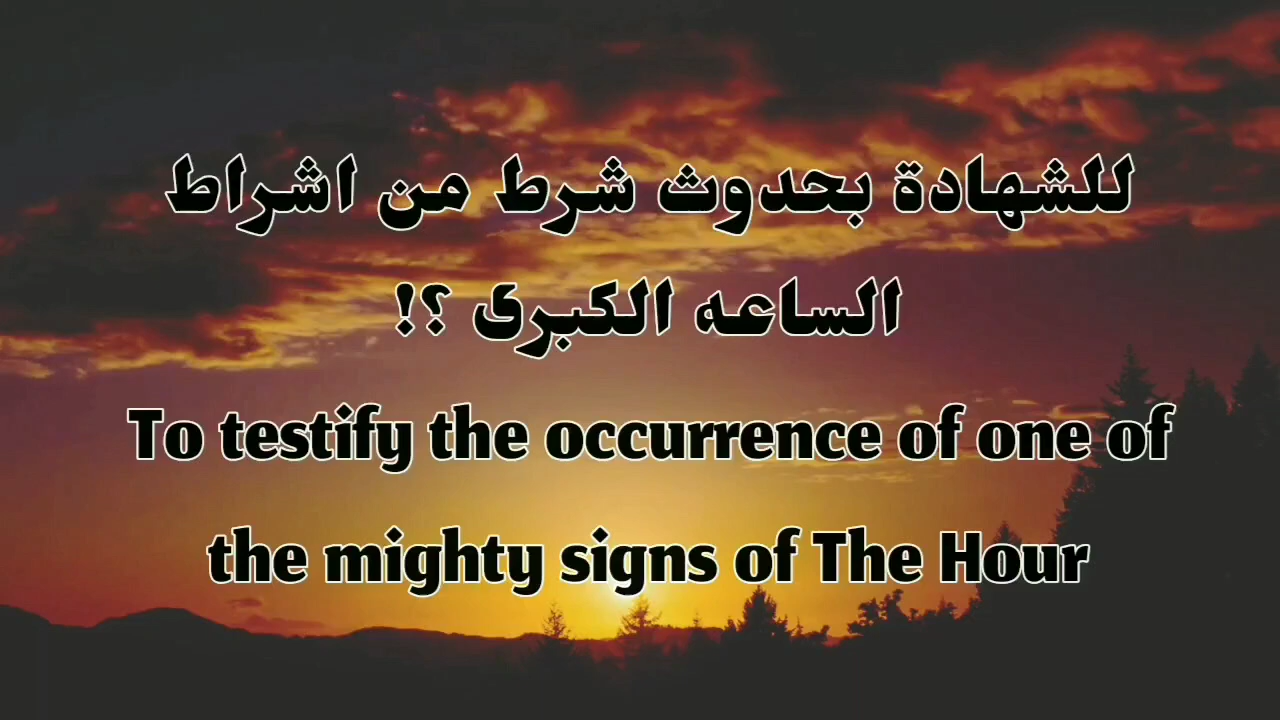 للشهادة بحدوث شرط من اشراط
الساعه الكبرى ؟!
To testify the occurrence of one of
the mighty signs of The Hour